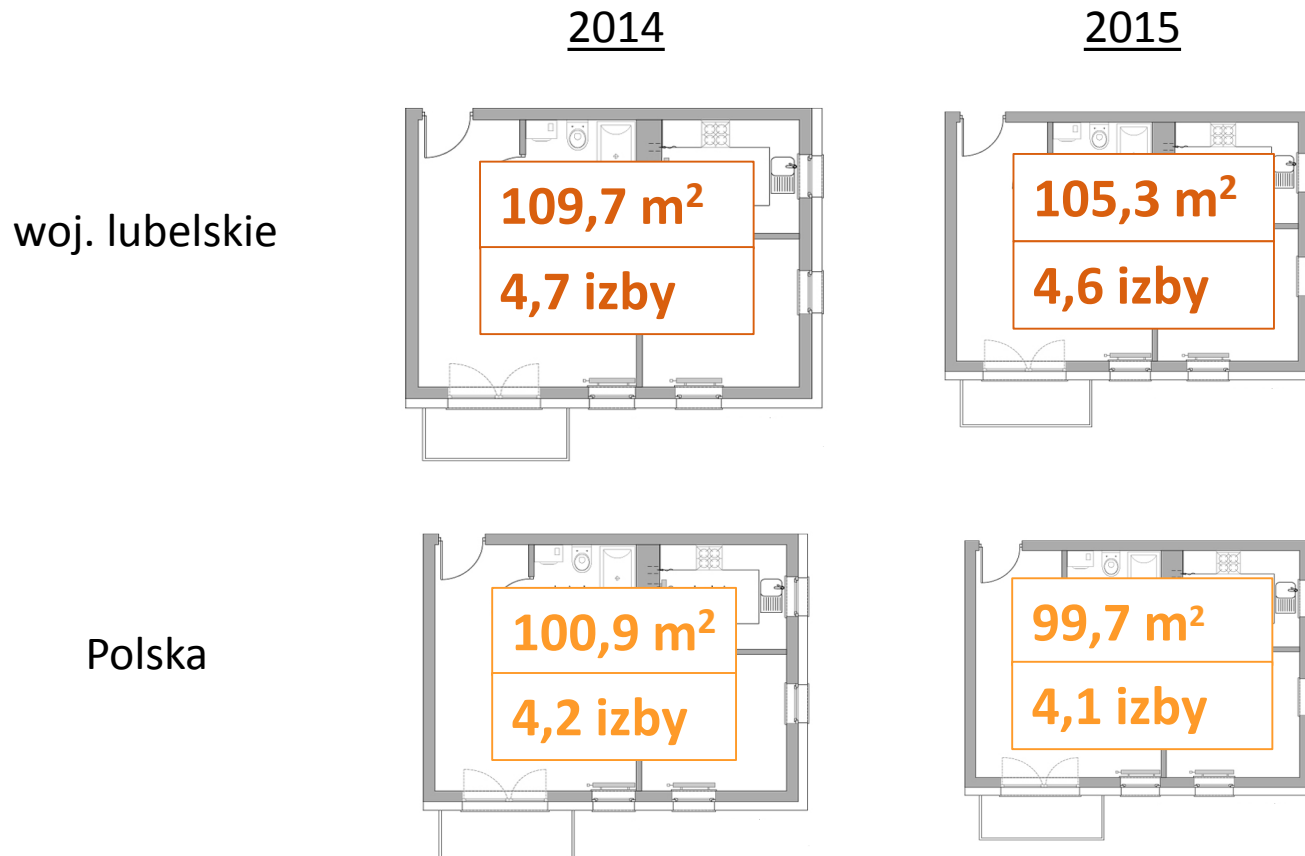 2014
2015
woj. lubelskie
109,7 m²
4,7 izby
105,3 m²
4,6 izby
Polska
100,9 m²
4,2 izby
99,7 m²
4,1 izby